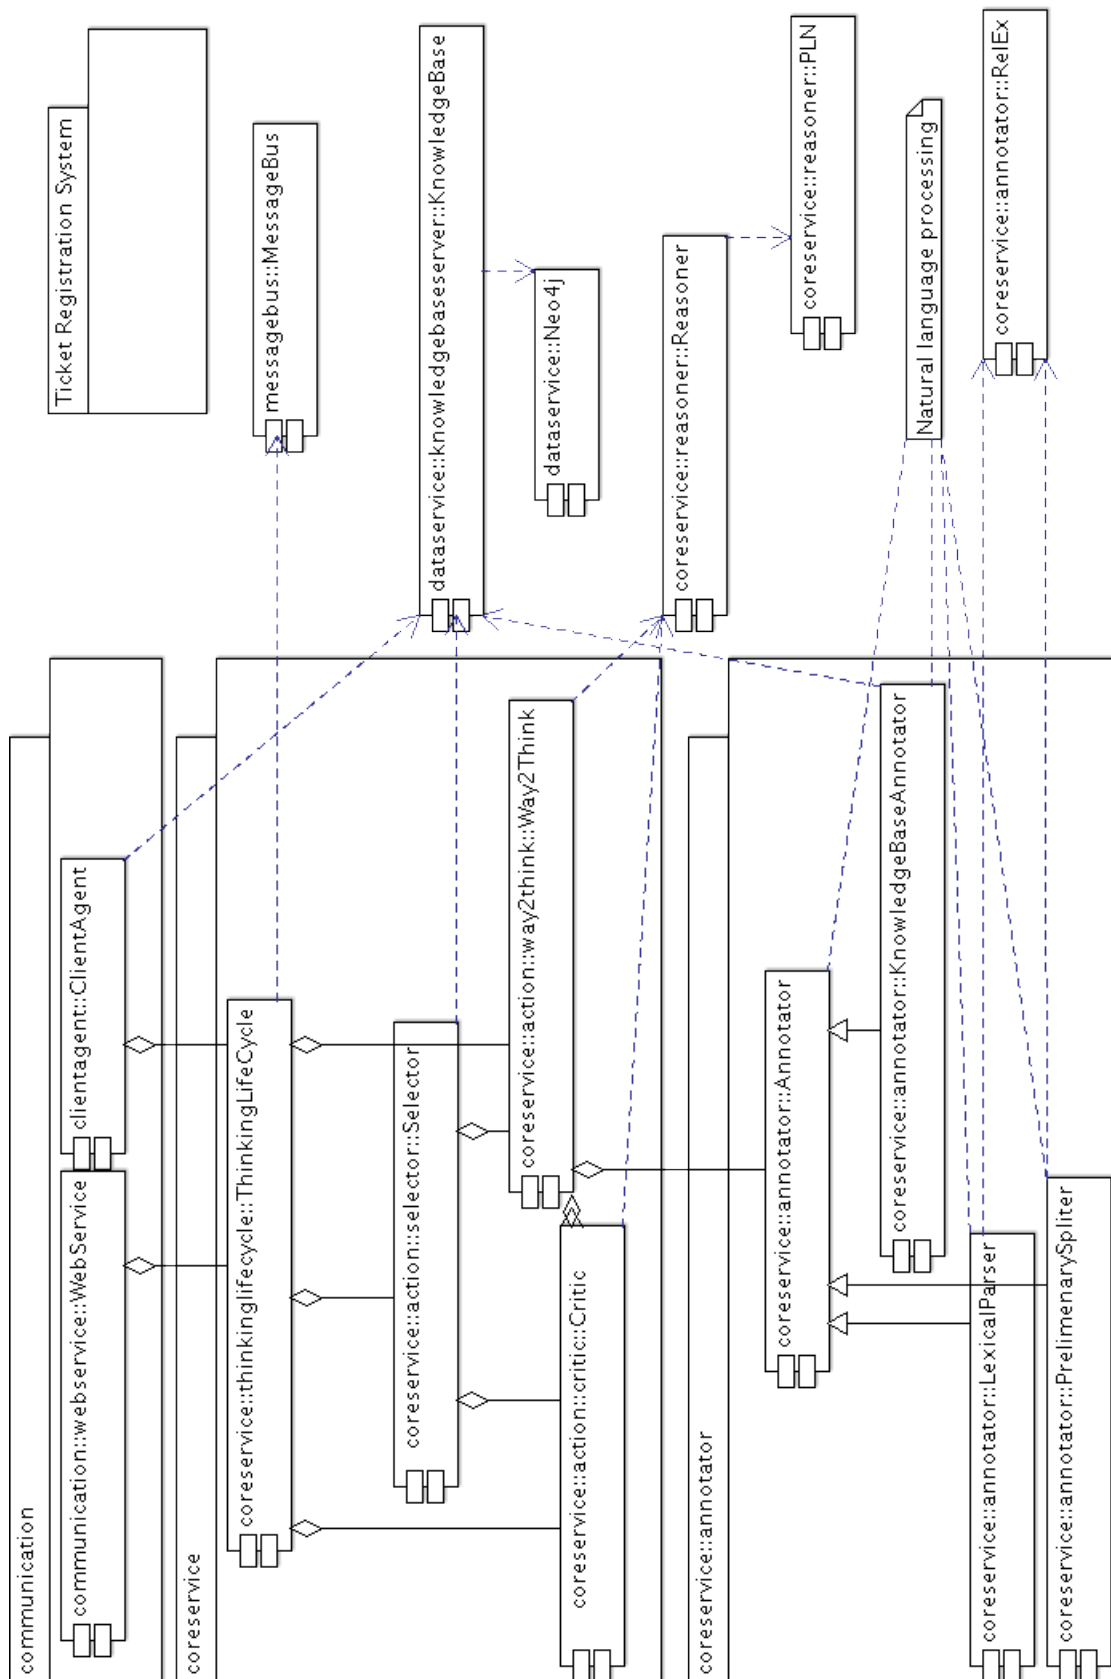 communication
communication::webservice::WebService
clientagent::ClientAgent
Ticket Registration System
coreservice
coreservice::thinkinglifecycle::ThinkingLifeCycle
messagebus::MessageBus
coreservice::action::selector::Selector
dataservice::knowledgebaseserver::KnowledgeBase
coreservice::action::way2think::Way2Think
dataservice::Neo4j
coreservice::action::critic::Critic
coreservice::reasoner::Reasoner
coreservice::annotator
coreservice::annotator::Annotator
coreservice::reasoner::PLN
coreservice::annotator::KnowledgeBaseAnnotator
Natural language processing
coreservice::annotator::LexicalParser
coreservice::annotator::RelEx
coreservice::annotator::PrelimenarySpliter